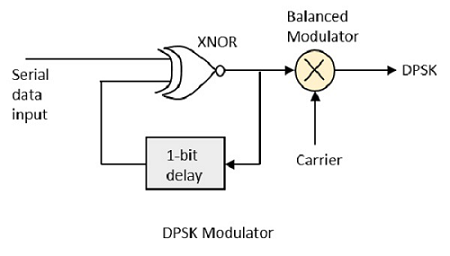 Balanced
Modulator
XNOR
DPSK
Serial
data
input
Carrier
1-bit
delay
DPSK Modulator